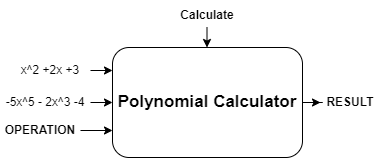 Calculate
x^2 +2x +3
-5x^5 - 2x^3 -4
Polynomial Calculator
RESULT
OPERATION